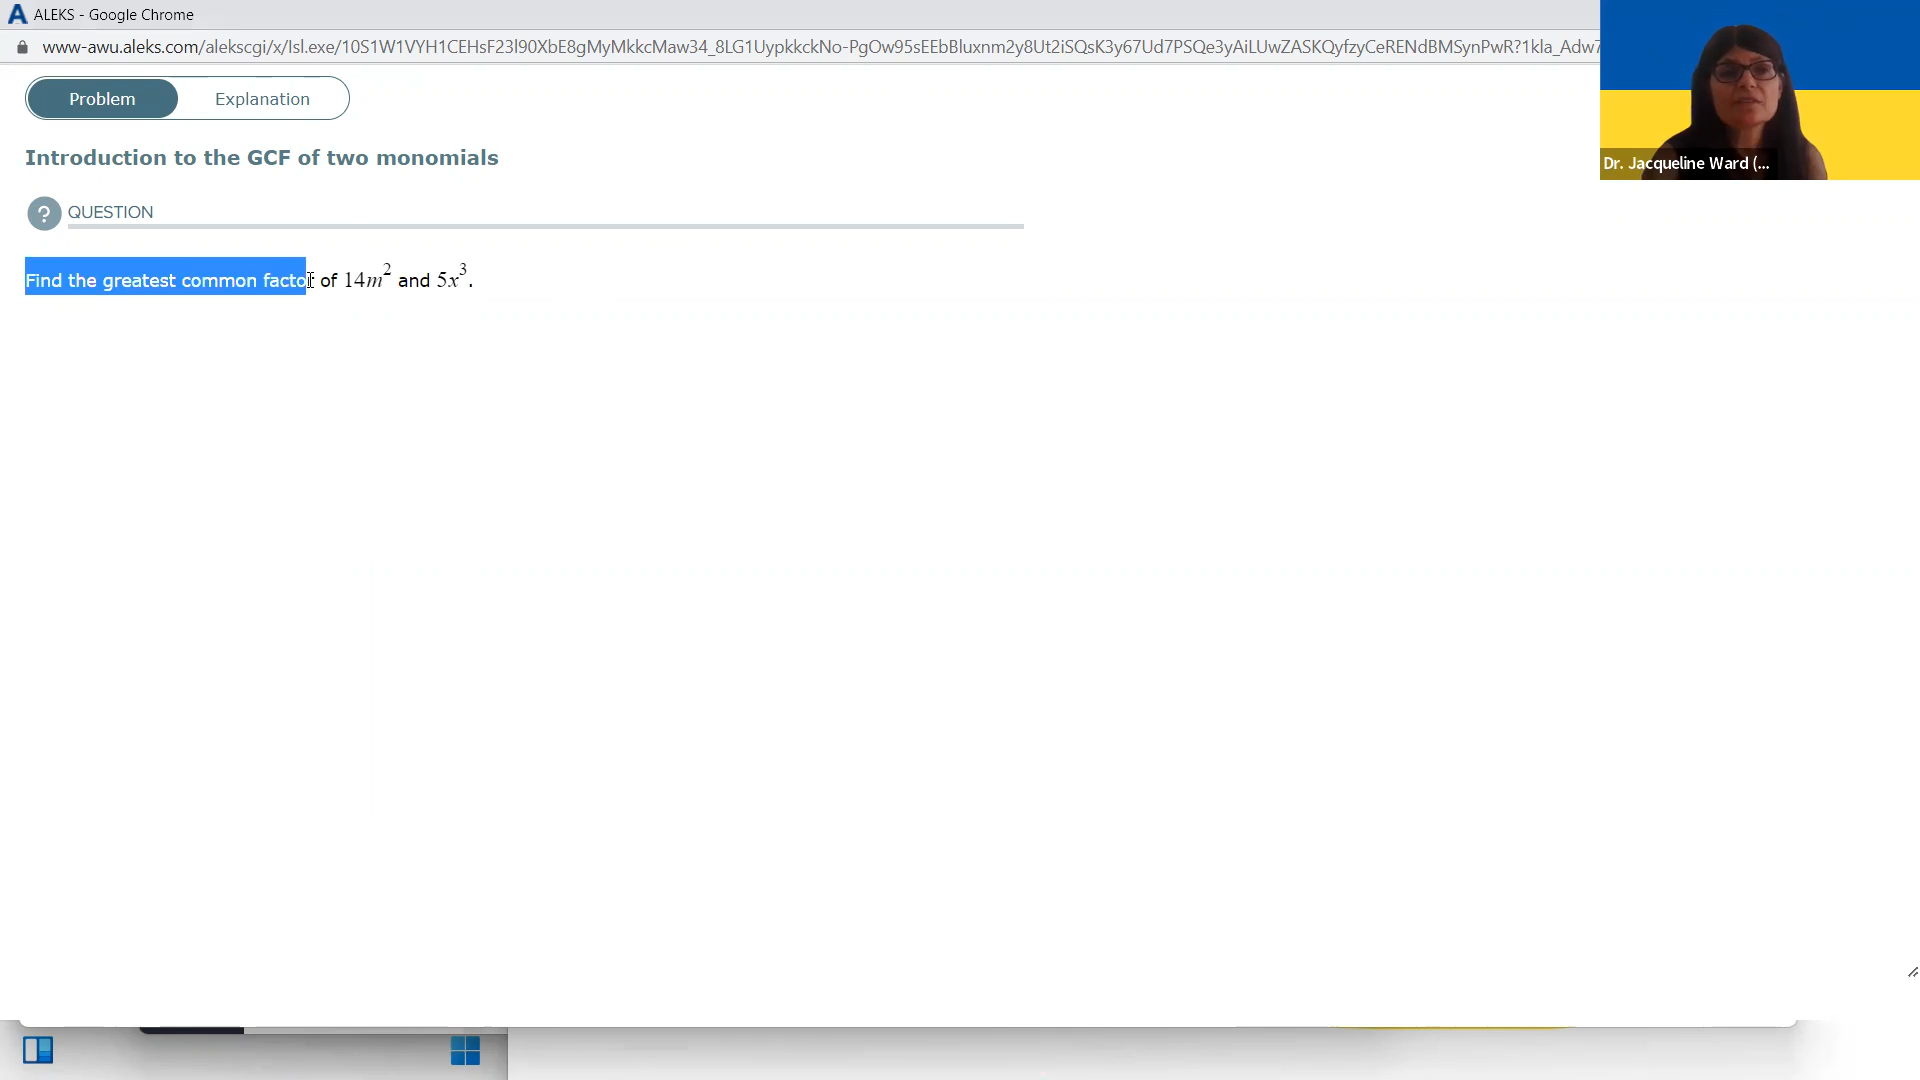 ALEKS - Google Chrome
www-awu.aleks.com/alekscgi/x/Isl.exe/10S1W1VYH1CEHsF23l90XbE8gMyMkkcMaw34_8LG1UypkkckNo-PgOw95sEEbBluxnm2y8Ut2iSQsK3y67Ud7PSQe3yAiLUwZASKQyfzyCeRENdBMSynPwR?1kla_Adw7
Problem Explanation
Dr. Jacqueline Ward (...
Introduction to the GCF of two monomials
? QUESTION
Find the greatest common factor of 14m² and 5x³.